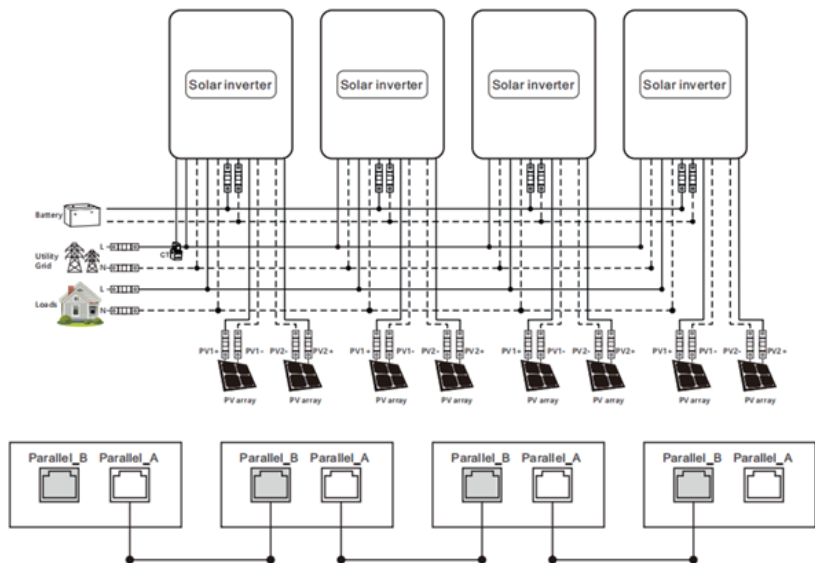 Solar inverter Solar inverter Solar inverter Solar inverter
Battery
L
CT
Utility
Grid
N
L
Loads
N
PV1+ PV1- PV2- PV2+ PV1+ PV1- PV2- PV2+ PV1+ PV1- PV2- PV2+ PV1+ PV1- PV2- PV2+
PV array PV array PV array PV array PV array PV array PV array PV array
Parallel_B Parallel_A Parallel_B Parallel_A Parallel_B Parallel_A Parallel_B Parallel_A